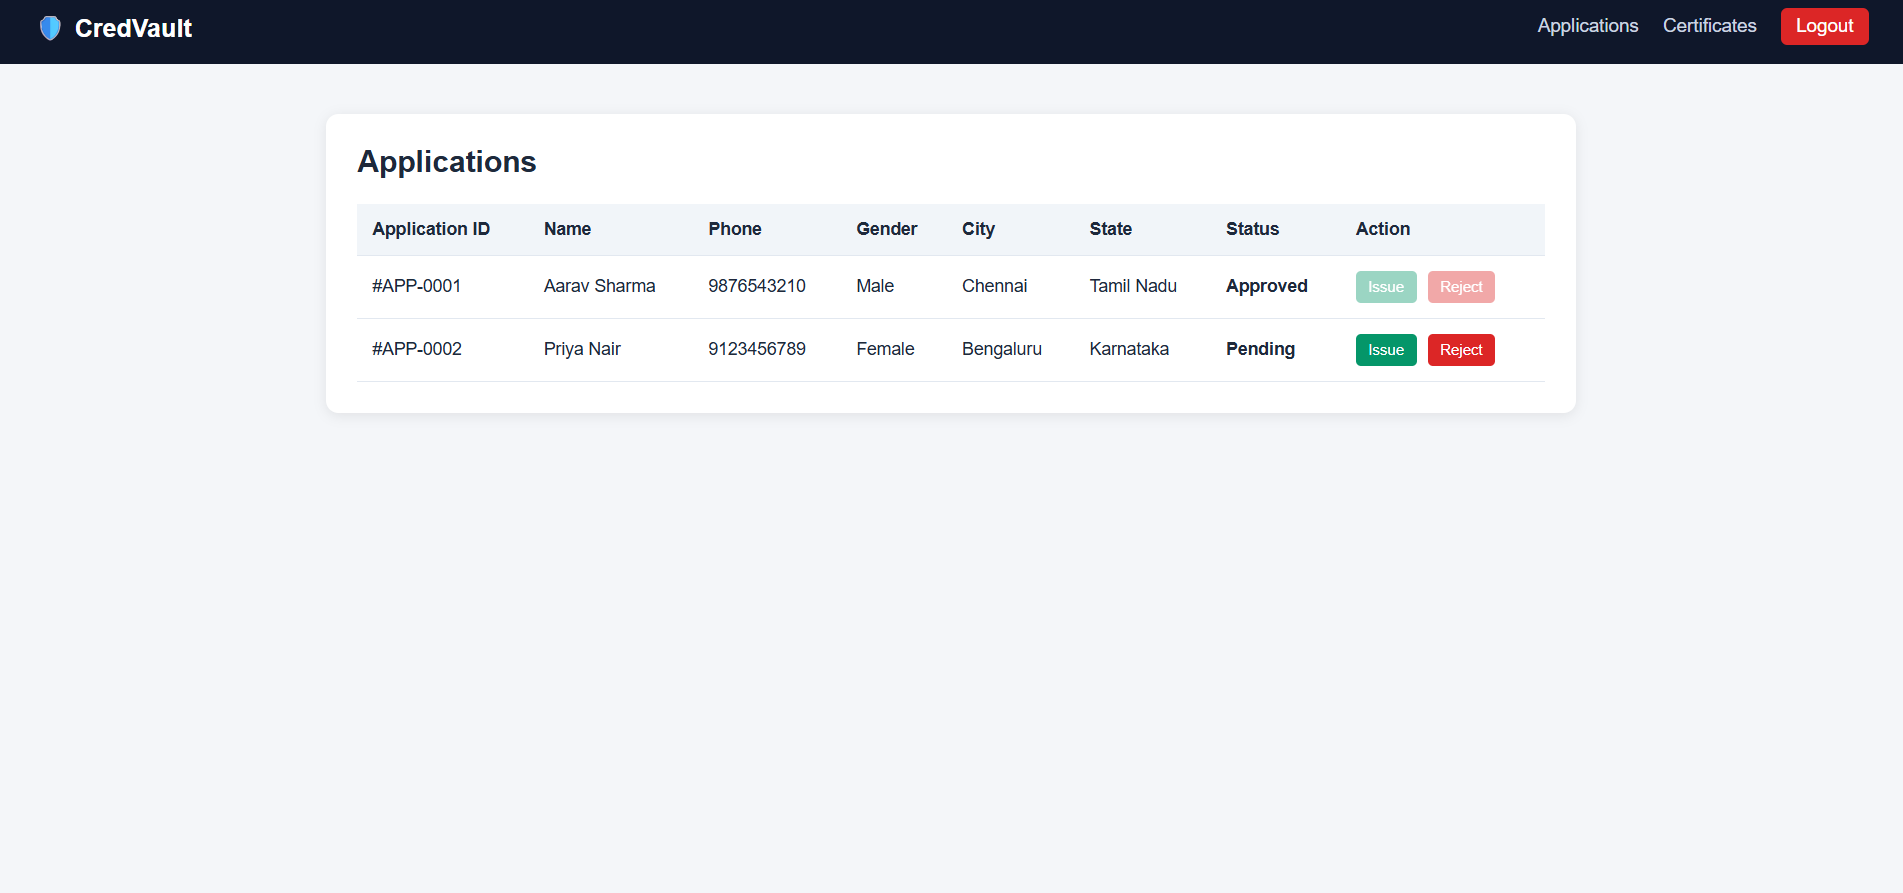 CredVault Applications Certificates Logout
Applications
Application ID Name Phone Gender City State Status Action
#APP-0001 Aarav Sharma 9876543210 Male Chennai Tamil Nadu Approved Issue Reject
#APP-0002 Priya Nair 9123456789 Female Bengaluru Karnataka Pending Issue Reject